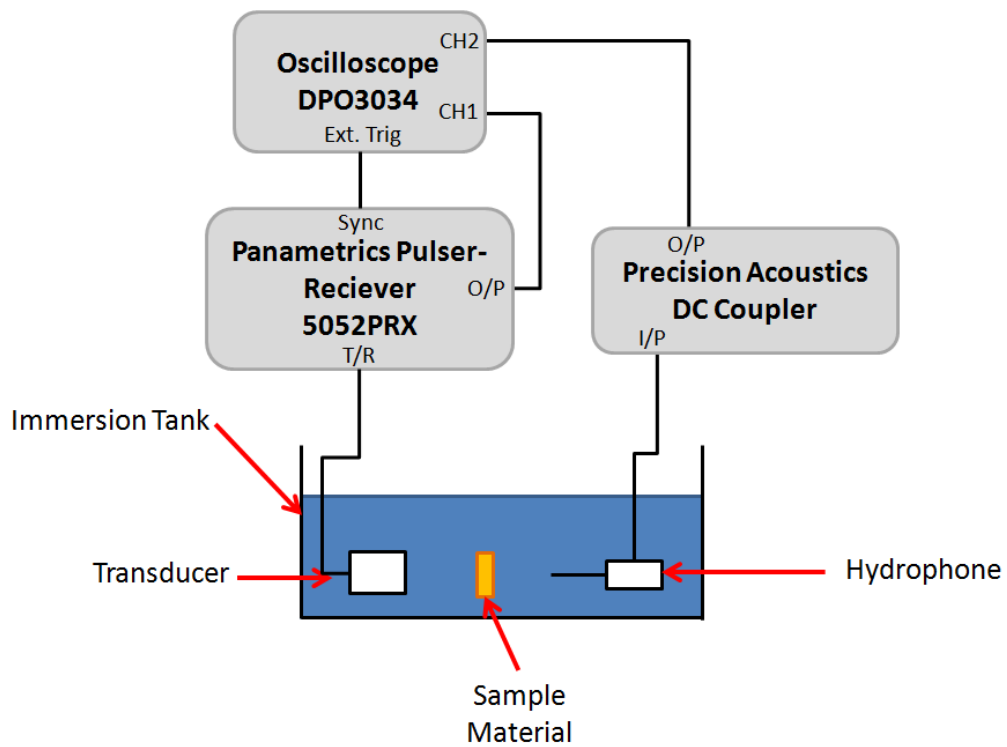 CH2
Oscilloscope
DPO3034
CH1
Ext. Trig
Sync
Panametrics Pulser-
Reciever
5052PRX
O/P
T/R
O/P
Precision Acoustics
DC Coupler
I/P
Immersion Tank
Transducer
Hydrophone
Sample
Material